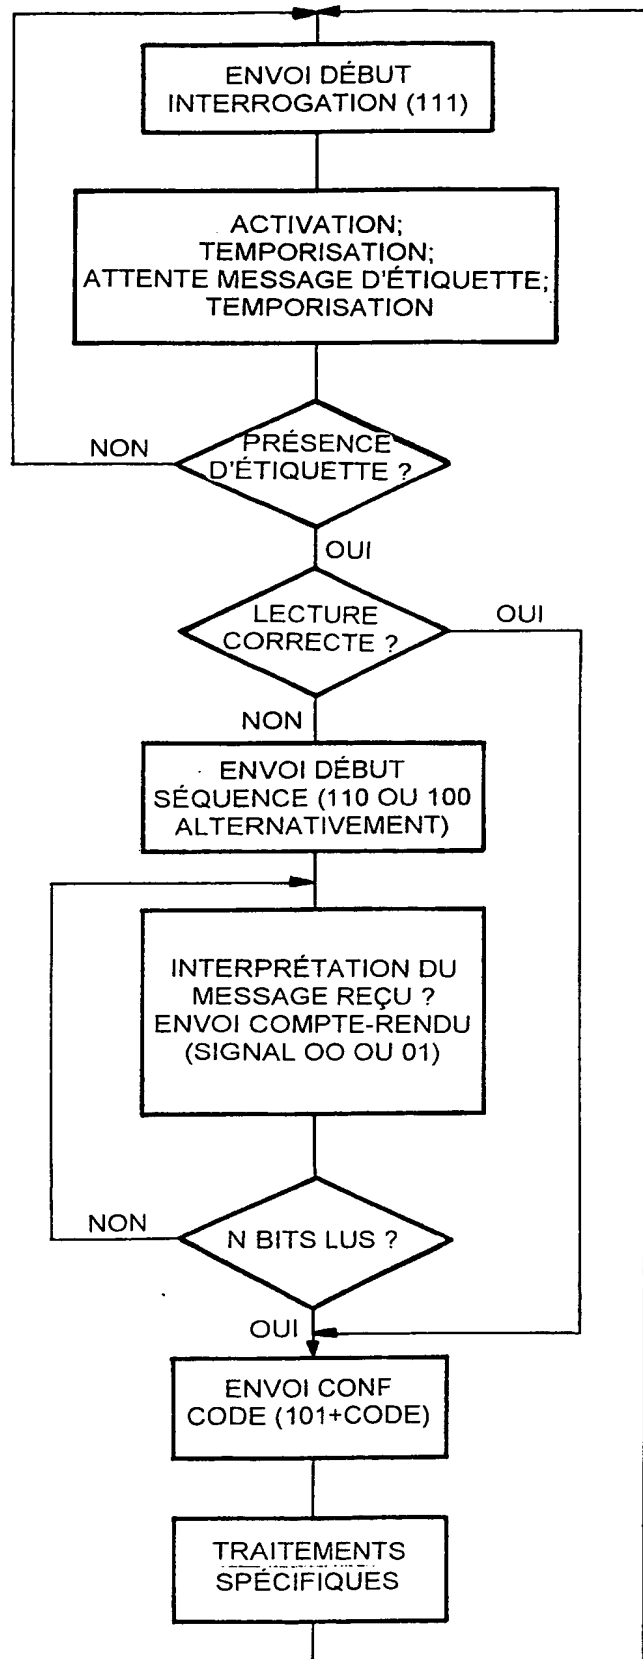 ENVOI DÉBUT
INTERROGATION (111)
ACTIVATION;
TEMPORISATION;
ATTENTE MESSAGE D'ÉTIQUETTE;
TEMPORISATION
NON
PRÉSENCE
D'ÉTIQUETTE ?
OUI
LECTURE
CORRECTE ?
OUI
NON
ENVOI DÉBUT
SÉQUENCE (110 OU 100
ALTERNATIVEMENT)
INTERPRÉTATION DU
MESSAGE REÇU ?
ENVOI COMPTE-RENDU
(SIGNAL OO OU 01)
NON
N BITS LUS ?
OUI
ENVOI CONF
CODE (101+CODE)
TRAITEMENTS
SPÉCIFIQUES